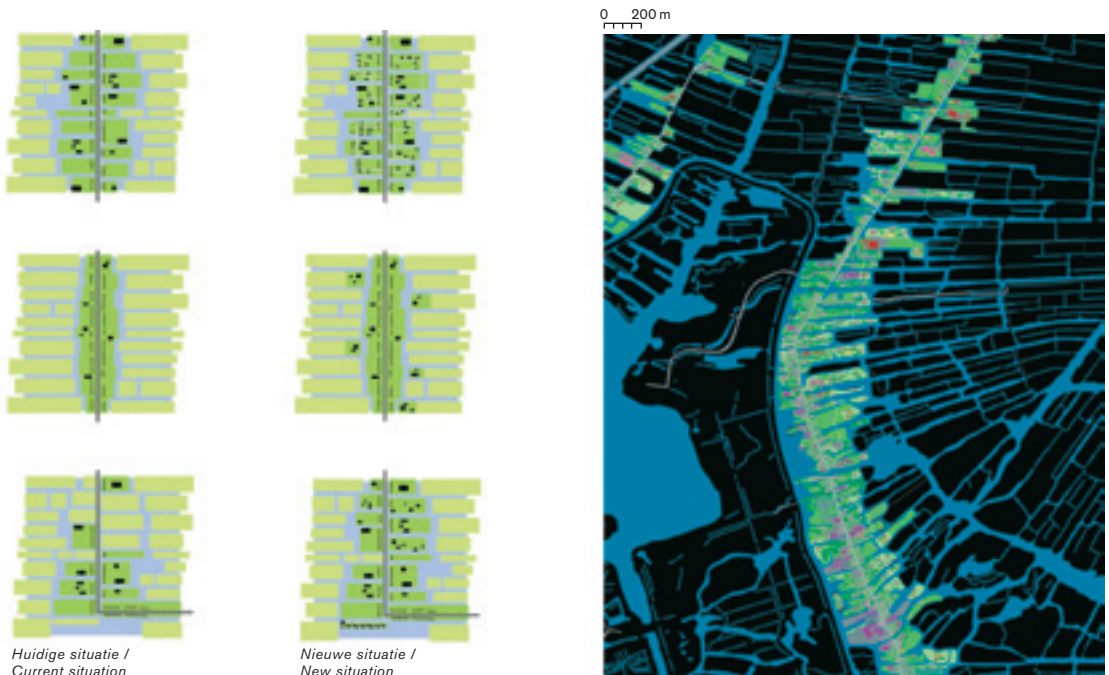 0 200 m
Huidige situatie /
Current situation
Nieuwe situatie /
New situation